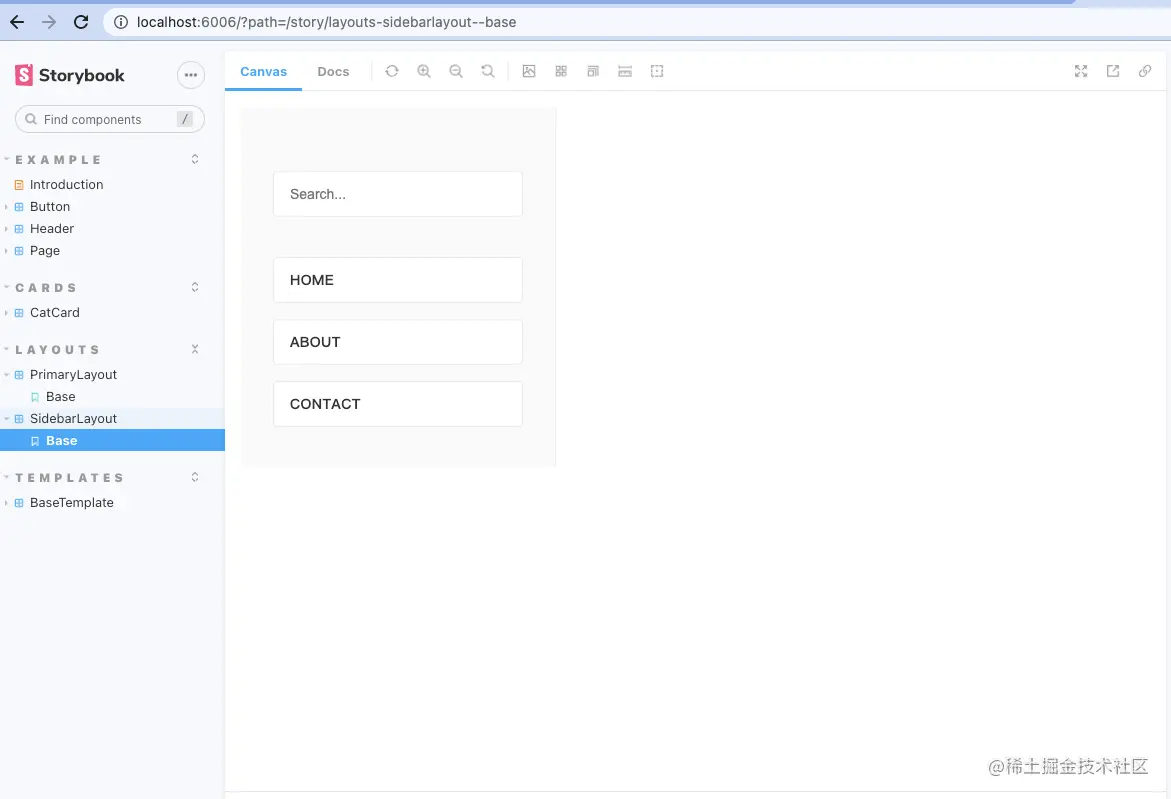 localhost:6006/?path=/story/layouts-sidebarlayout--base
Storybook
Find components /
EXAMPLE
Introduction
Button
Header
Page
CARDS
CatCard
LAYOUTS
PrimaryLayout
Base
SidebarLayout
Base
TEMPLATES
BaseTemplate
Canvas Docs
Search...
HOME
ABOUT
CONTACT
@稀土掘金技术社区